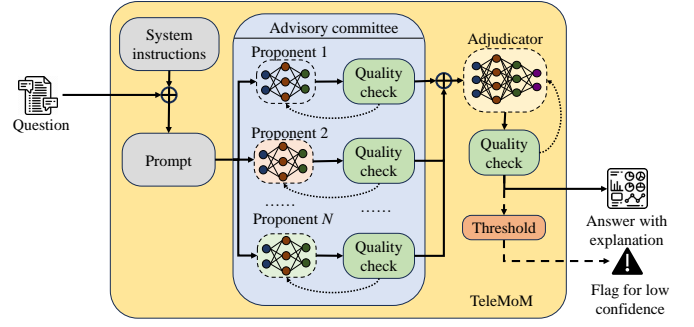 Advisory committee
System
instructions
Question
Prompt
Proponent 1
Quality
check
Proponent 2
Quality
check
......
......
Proponent N
Quality
check
Adjudicator
Quality
check
Threshold
Answer with
explanation
Flag for low
confidence
TeleMoM